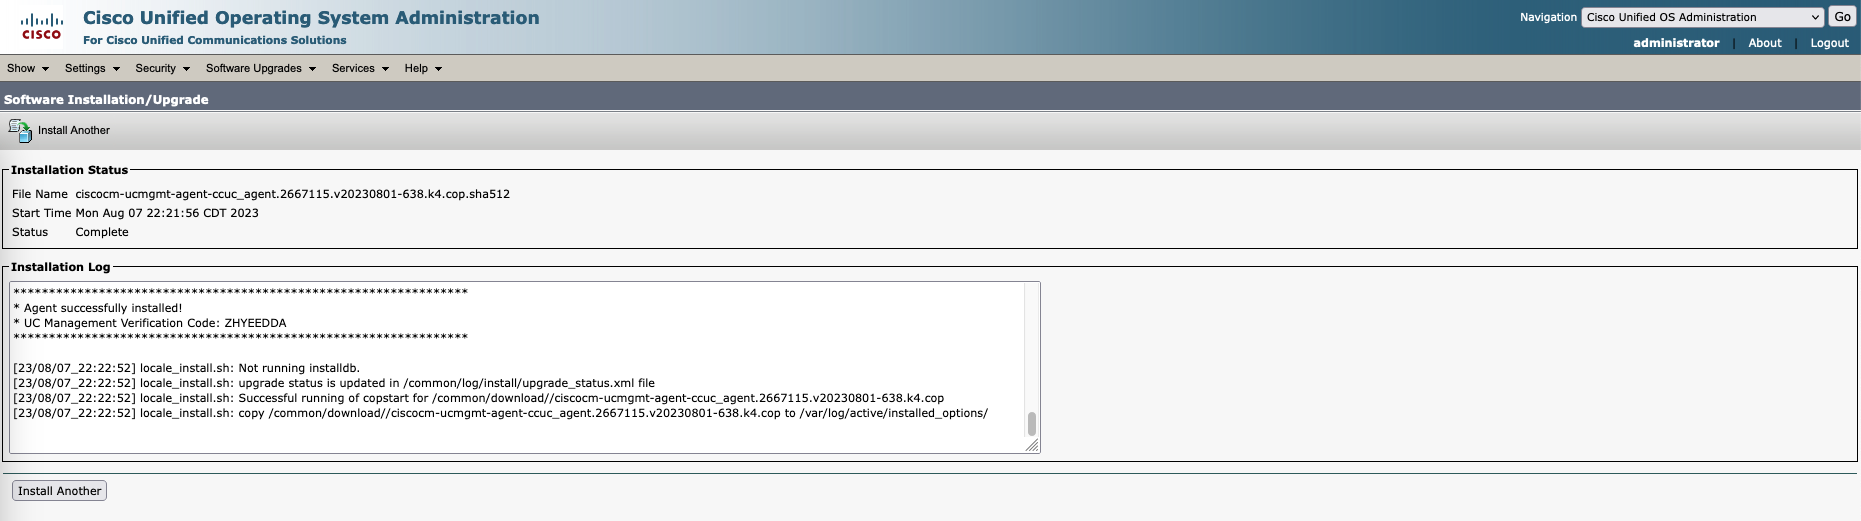 Cisco Unified Operating System Administration
For Cisco Unified Communications Solutions
CISCO
Navigation Cisco Unified OS Administration Go
administrator | About | Logout
Show Settings Security Software Upgrades Services Help
Software Installation/Upgrade
Install Another
Installation Status
File Name ciscocm-ucmgmt-agent-ccuc_agent.2667115.v20230801-638.k4.cop.sha512
Start Time Mon Aug 07 22:21:56 CDT 2023
Status Complete
Installation Log
****************************************************************
* Agent successfully installed!
* UC Management Verification Code: ZHYEEDDA
****************************************************************
[23/08/07_22:22:52] locale_install.sh: Not running installdb.
[23/08/07_22:22:52] locale_install.sh: upgrade status is updated in /common/log/install/upgrade_status.xml file
[23/08/07_22:22:52] locale_install.sh: Successful running of copstart for /common/download//ciscocm-ucmgmt-agent-ccuc_agent.2667115.v20230801-638.k4.cop
[23/08/07_22:22:52] locale_install.sh: copy /common/download//ciscocm-ucmgmt-agent-ccuc_agent.2667115.v20230801-638.k4.cop to /var/log/active/installed_options/
Install Another